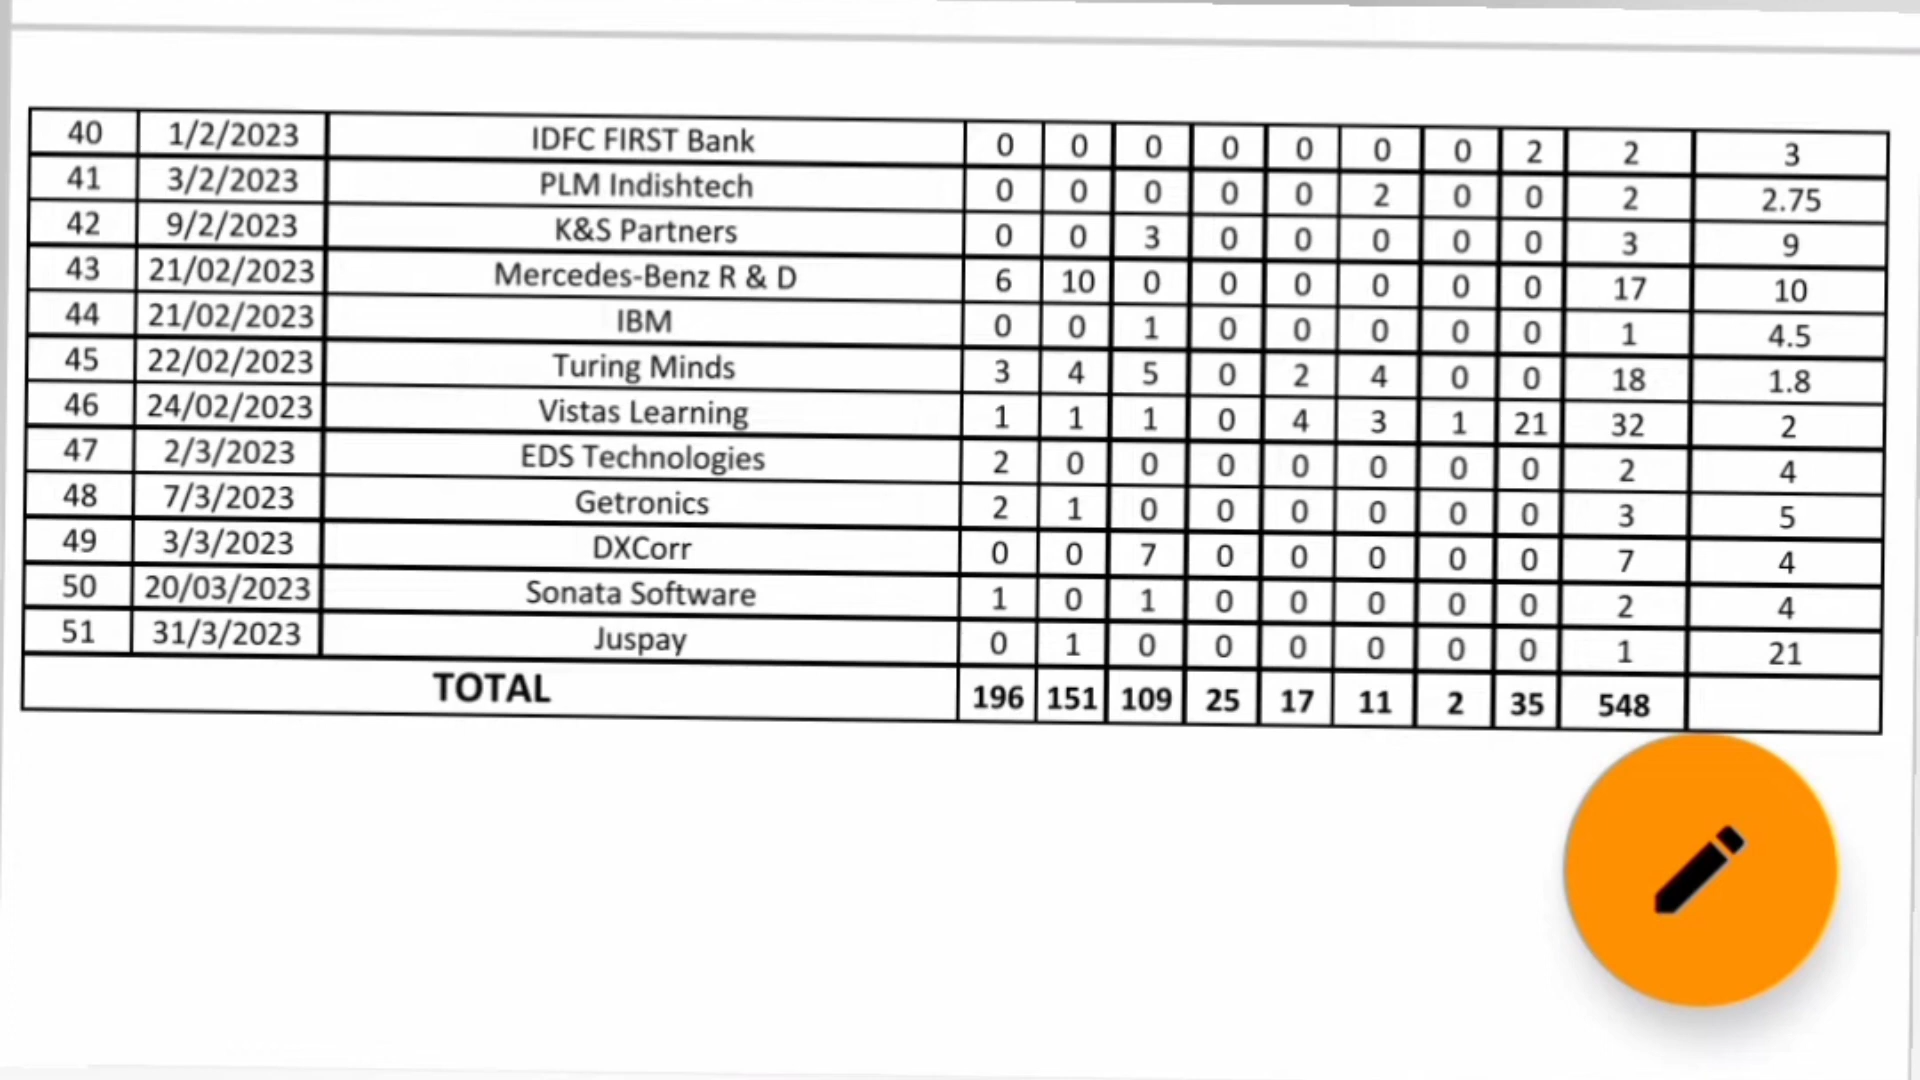 40 1/2/2023 IDFC FIRST Bank 0 0 0 0 0 0 0 2 2 3
41 3/2/2023 PLM Indishtech 0 0 0 0 0 2 0 0 2 2.75
42 9/2/2023 K&S Partners 0 0 3 0 0 0 0 0 3 9
43 21/02/2023 Mercedes-Benz R & D 6 10 0 0 0 0 0 0 17 10
44 21/02/2023 IBM 0 0 1 0 0 0 0 0 1 4.5
45 22/02/2023 Turing Minds 3 4 5 0 2 4 0 0 18 1.8
46 24/02/2023 Vistas Learning 1 1 1 0 4 3 1 21 32 2
47 2/3/2023 EDS Technologies 2 0 0 0 0 0 0 0 2 4
48 7/3/2023 Getronics 2 1 0 0 0 0 0 0 3 5
49 3/3/2023 DXCorr 0 0 7 0 0 0 0 0 7 4
50 20/03/2023 Sonata Software 1 0 1 0 0 0 0 0 2 4
51 31/3/2023 Juspay 0 1 0 0 0 0 0 0 1 21
TOTAL 196 151 109 25 17 11 2 35 548